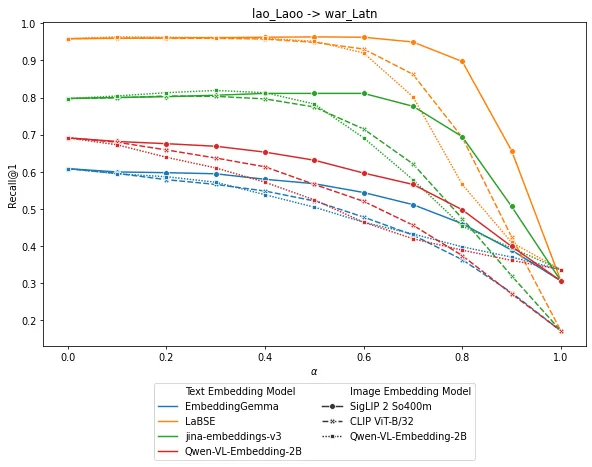 lao_Laoo -> war_Latn
1.0
0.9
0.8
0.7
0.6
0.5
0.4
0.3
0.2
Recall@1
0.0 0.2 0.4 0.6 0.8 1.0
α
Text Embedding Model Image Embedding Model
EmbeddingGemma SigLIP 2 So400m
LaBSE CLIP ViT-B/32
jina-embeddings-v3 Qwen-VL-Embedding-2B
Qwen-VL-Embedding-2B